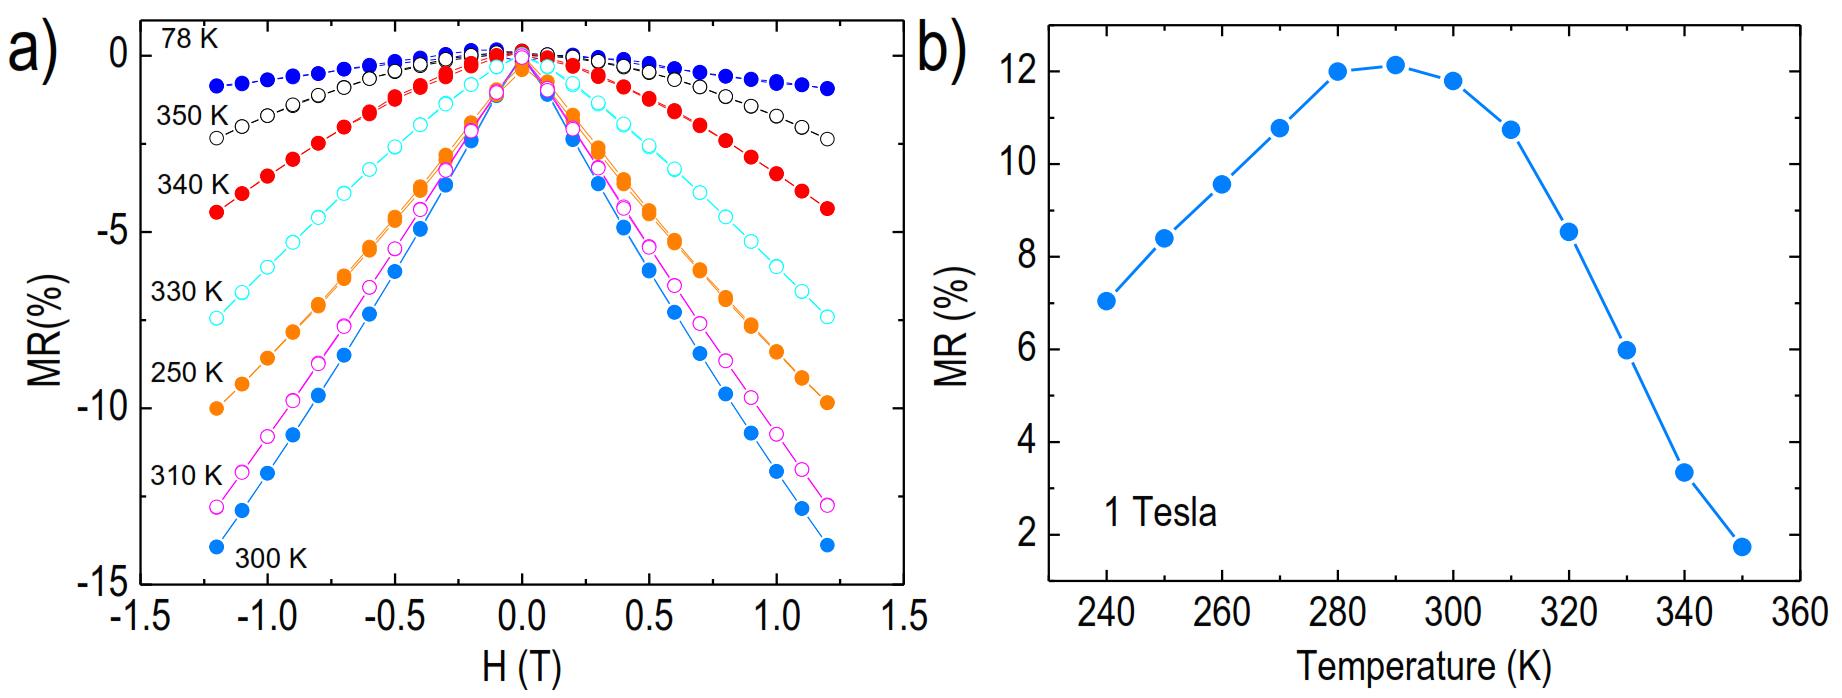 a)
MR(%)
0
-5
-10
-15
78 K
350 K
340 K
330 K
250 K
310 K
300 K
-1.5 -1.0 -0.5 0.0 0.5 1.0 1.5
H (T)
b)
MR (%)
12
10
8
6
4
2
1 Tesla
240 260 280 300 320 340 360
Temperature (K)